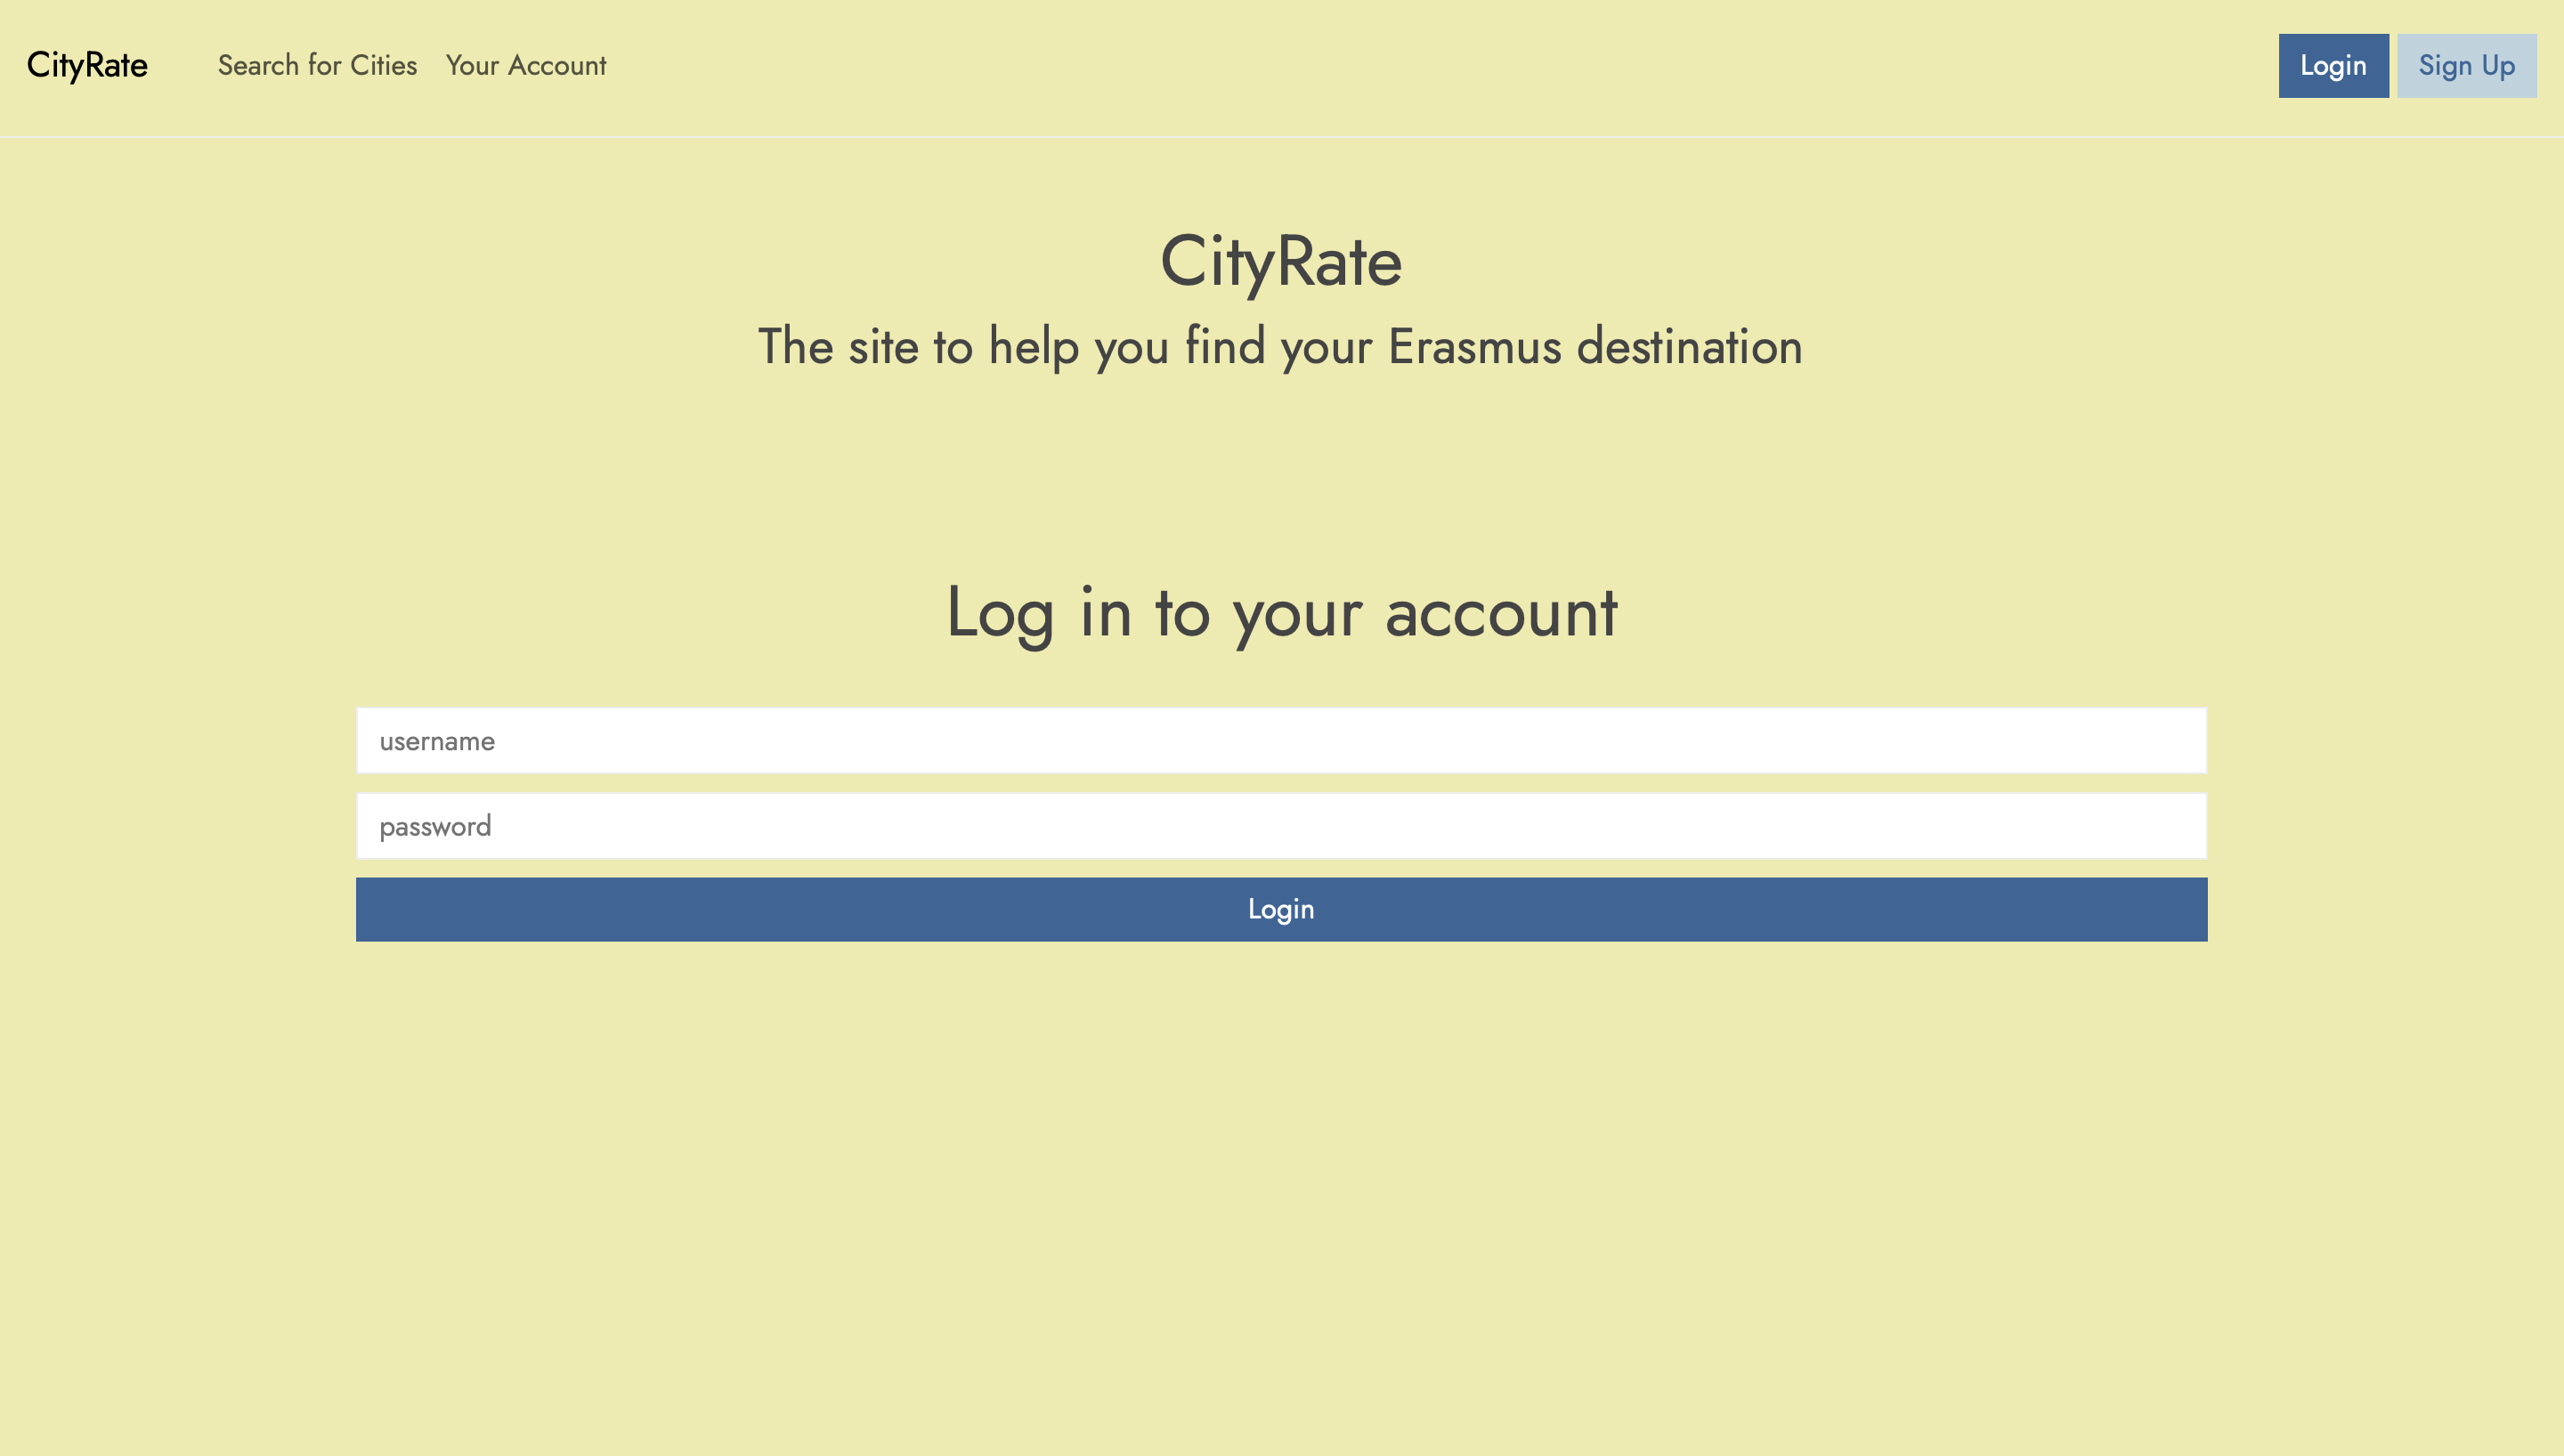 CityRate Search for Cities Your Account Login Sign Up
CityRate
The site to help you find your Erasmus destination
Log in to your account
username
password
Login